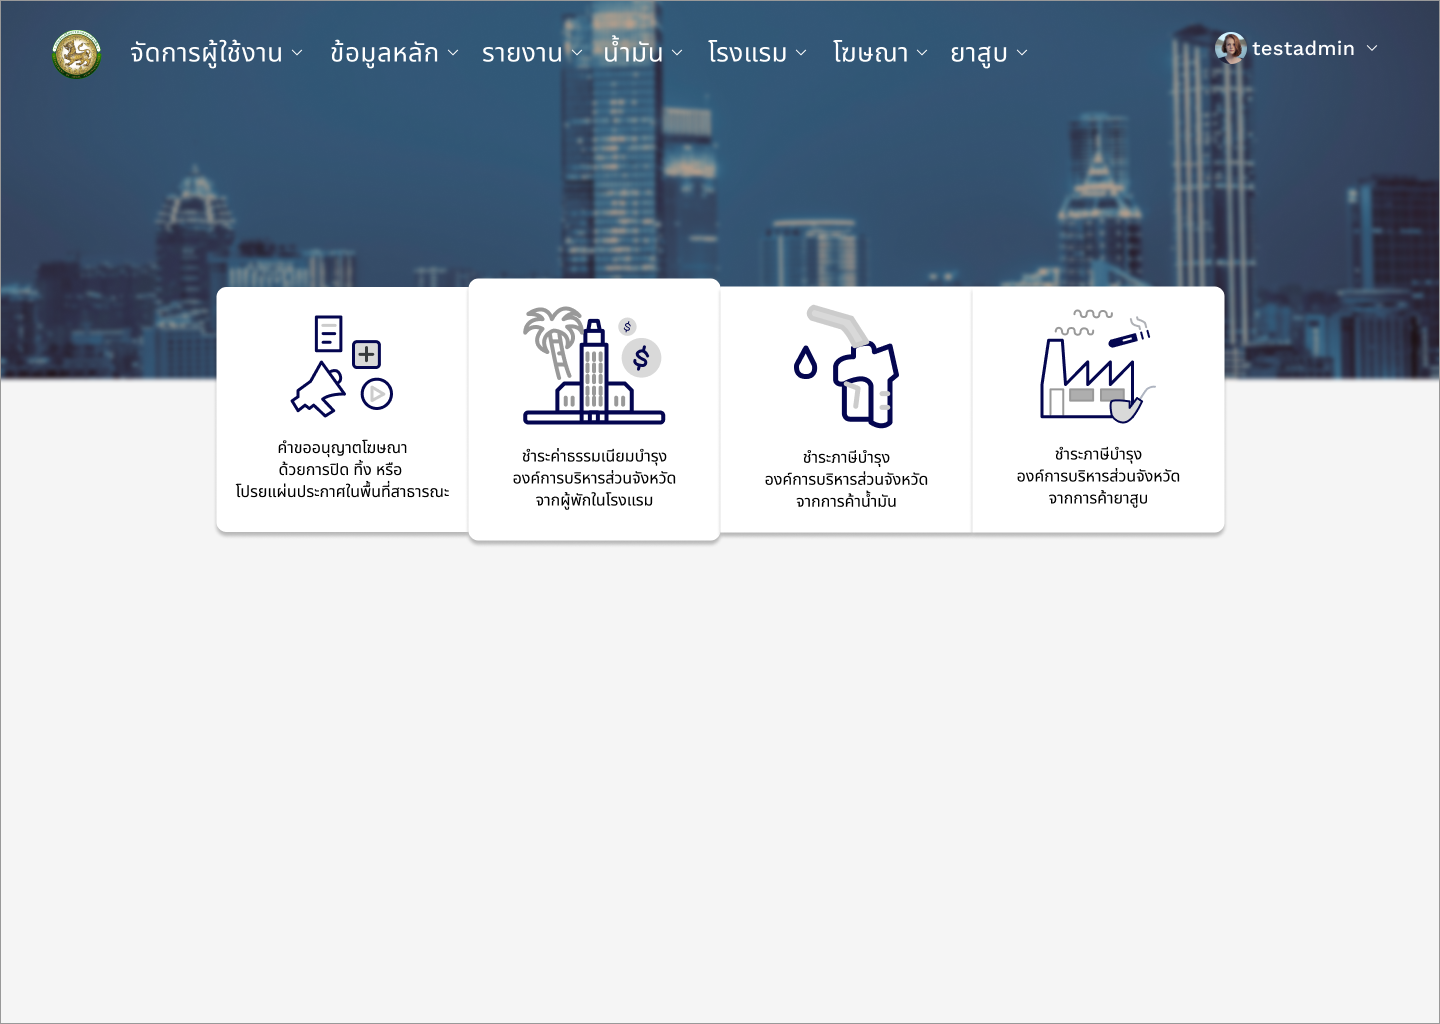 จัดการผู้ใช้งาน ข้อมูลหลัก รายงาน น้ำมัน โรงแรม โฆษณา ยาสูบ testadmin
คำขออนุญาตโฆษณา
ด้วยการปิด ทิ้ง หรือ
โปรยแผ่นประกาศในพื้นที่สาธารณะ
$
$
ชำระค่าธรรมเนียมบำรุง
องค์การบริหารส่วนจังหวัด
จากผู้พักในโรงแรม
ชำระภาษีบำรุง
องค์การบริหารส่วนจังหวัด
จากการค้าน้ำมัน
ชำระภาษีบำรุง
องค์การบริหารส่วนจังหวัด
จากการค้ายาสูบ